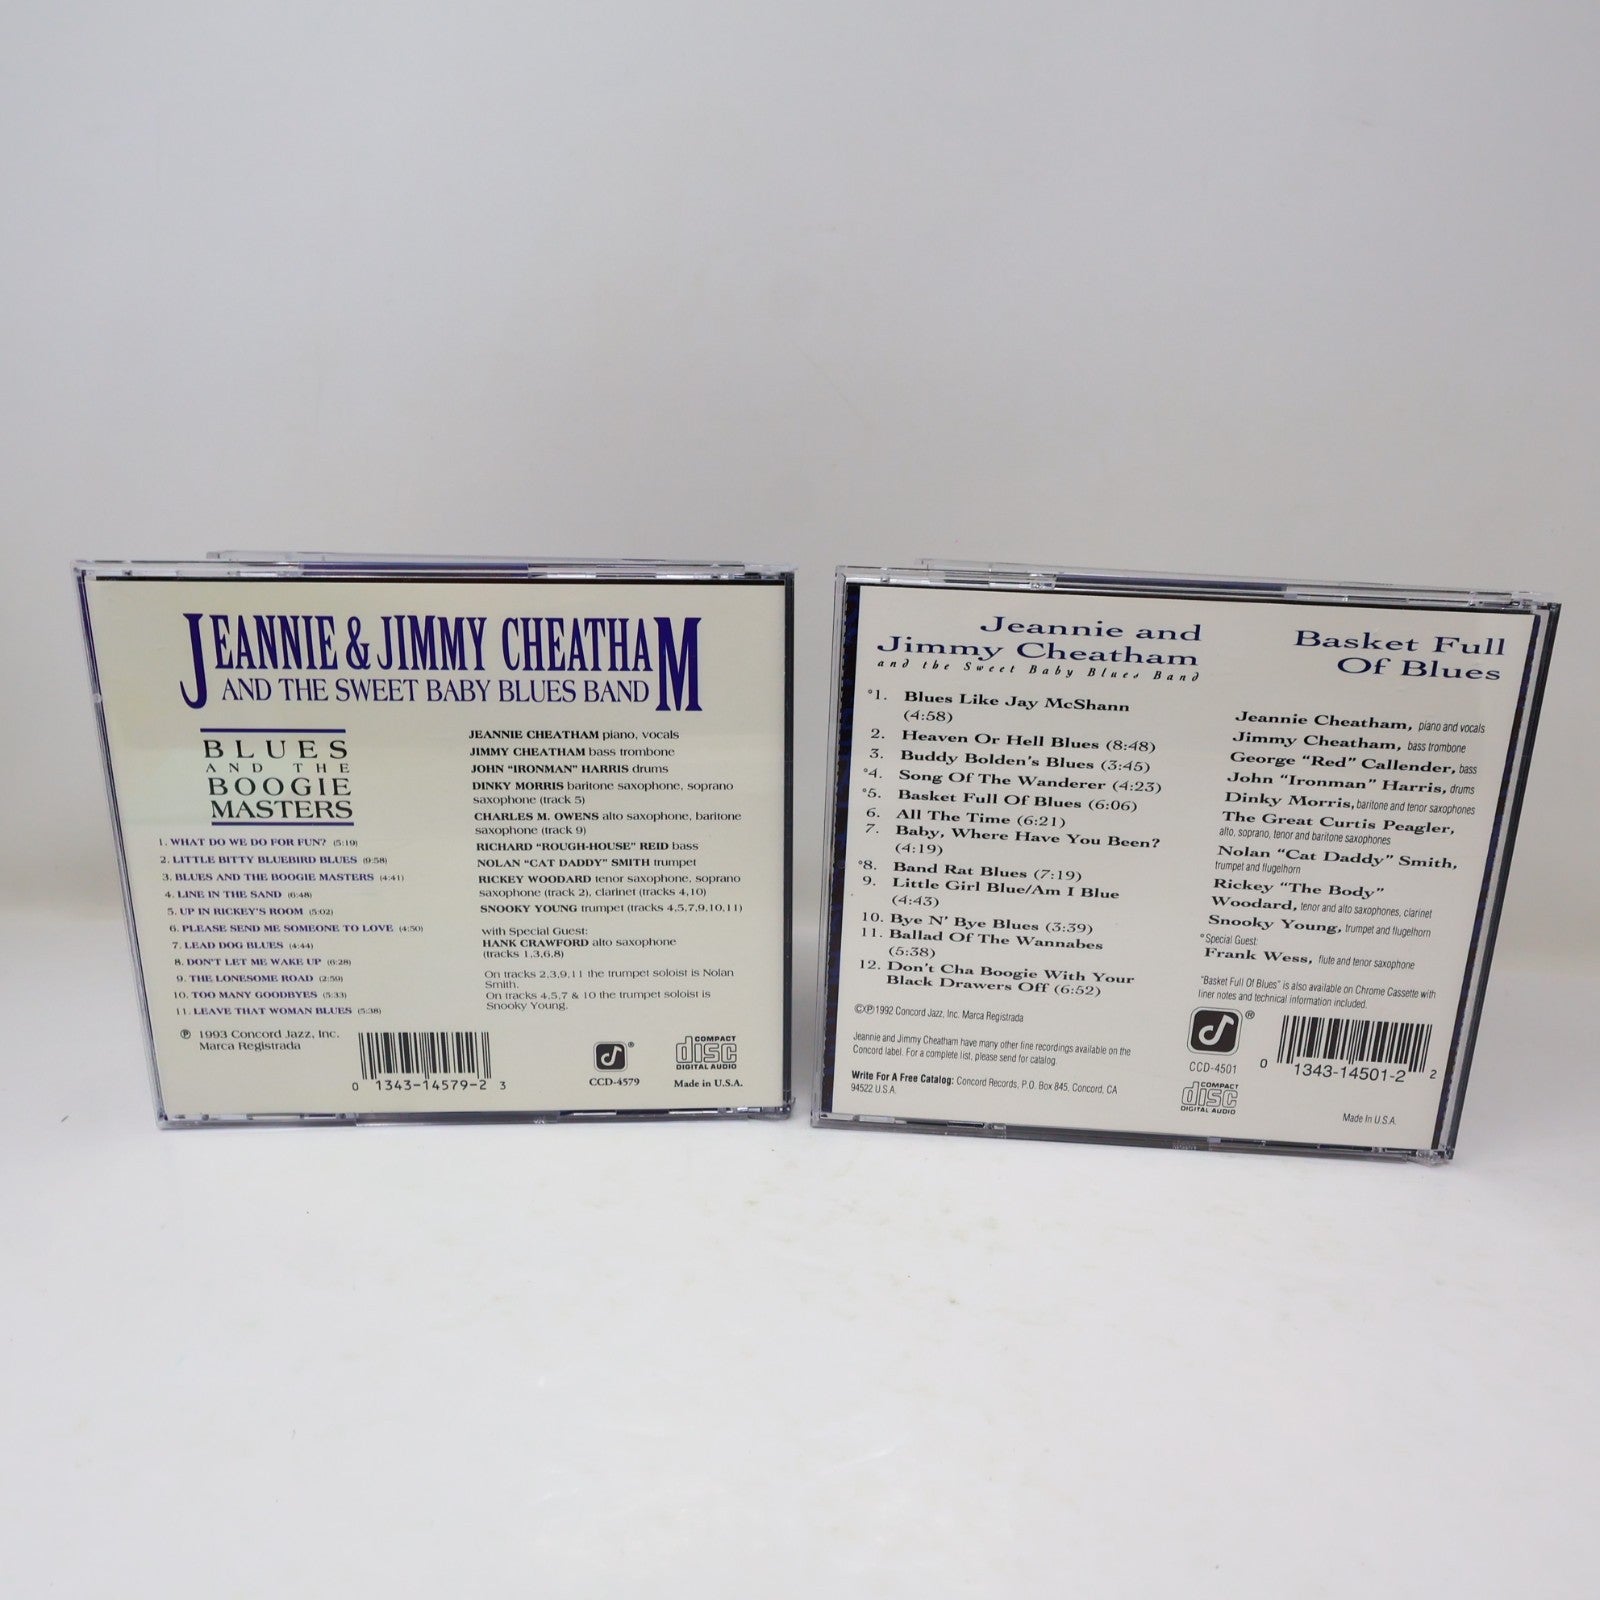 JEANNIE & JIMMY CHEATHAM
AND THE SWEET BABY BLUES BAND
BLUES
AND THE
BOOGIE
MASTERS
1. WHAT DO WE DO FOR FUN? (5:19)
2. LITTLE BITTY BLUEBIRD BLUES (9:58)
3. BLUES AND THE BOOGIE MASTERS (4:41)
4. LINE IN THE SAND (6:48)
5. UP IN RICKEY'S ROOM (5:02)
6. PLEASE SEND ME SOMEONE TO LOVE (4:50)
7. LEAD DOG BLUES (4:44)
8. DON'T LET ME WAKE UP (6:28)
9. THE LONESOME ROAD (2:59)
10. TOO MANY GOODBYES (5:33)
11. LEAVE THAT WOMAN BLUES (5:38)
℗ 1993 Concord Jazz, Inc.
Marca Registrada
0 1343-14579-2 3
JEANNIE CHEATHAM piano, vocals
JIMMY CHEATHAM bass trombone
JOHN "IRONMAN" HARRIS drums
DINKY MORRIS baritone saxophone, soprano
saxophone (track 5)
CHARLES M. OWENS alto saxophone, baritone
saxophone (track 9)
RICHARD "ROUGH-HOUSE" REID bass
NOLAN "CAT DADDY" SMITH trumpet
RICKEY WOODARD tenor saxophone, soprano
saxophone (track 2), clarinet (tracks 4,10)
SNOOKY YOUNG trumpet (tracks 4,5,7,9,10,11)
with Special Guest:
HANK CRAWFORD alto saxophone
(tracks 1,3,6,8)
On tracks 2,3,9,11 the trumpet soloist is Nolan
Smith.
On tracks 4,5,7 & 10 the trumpet soloist is
Snooky Young.
®
CCD-4579
COMPACT
disc
DIGITAL AUDIO
Made in U.S.A.
Jeannie and
Jimmy Cheatham
and the Sweet Baby Blues Band
Basket Full
Of Blues
*1. Blues Like Jay McShann
(4:58)
2. Heaven Or Hell Blues (8:48)
3. Buddy Bolden's Blues (3:45)
*4. Song Of The Wanderer (4:23)
*5. Basket Full Of Blues (6:06)
6. All The Time (6:21)
7. Baby, Where Have You Been?
(4:19)
*8. Band Rat Blues (7:19)
9. Little Girl Blue/Am I Blue
(4:43)
10. Bye N' Bye Blues (3:39)
11. Ballad Of The Wannabes
(5:38)
12. Don't Cha Boogie With Your
Black Drawers Off (6:52)
©℗1992 Concord Jazz, Inc. Marca Registrada
Jeannie and Jimmy Cheatham have many other fine recordings available on the
Concord label. For a complete list, please send for catalog.
Write For A Free Catalog: Concord Records, P.O. Box 845, Concord, CA
94522 U.S.A.
Jeannie Cheatham, piano and vocals
Jimmy Cheatham, bass trombone
George "Red" Callender, bass
John "Ironman" Harris, drums
Dinky Morris, baritone and tenor saxophones
The Great Curtis Peagler,
alto, soprano, tenor and baritone saxophones
Nolan "Cat Daddy" Smith,
trumpet and flugelhorn
Rickey "The Body"
Woodard, tenor and alto saxophones, clarinet
Snooky Young, trumpet and flugelhorn
*Special Guest:
Frank Wess, flute and tenor saxophone
"Basket Full Of Blues" is also available on Chrome Cassette with
liner notes and technical information included.
®
CCD-4501
0 1343-14501-2 2
COMPACT
disc
DIGITAL AUDIO
Made In U.S.A.